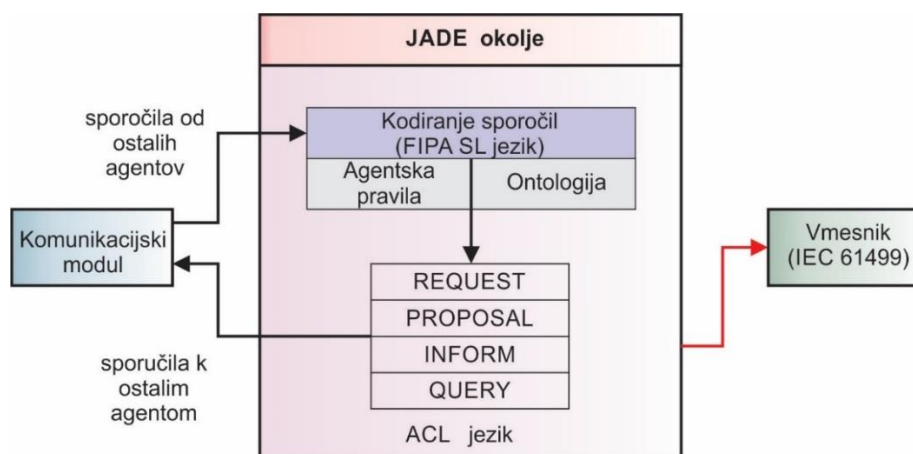 JADE okolje
sporočila od
ostalih
agentov
Kodiranje sporočil
(FIPA SL jezik)
Agentska
pravila
Ontologija
Komunikacijski
modul
Vmesnik
(IEC 61499)
REQUEST
PROPOSAL
INFORM
QUERY
sporučila k
ostalim
agentom
ACL jezik